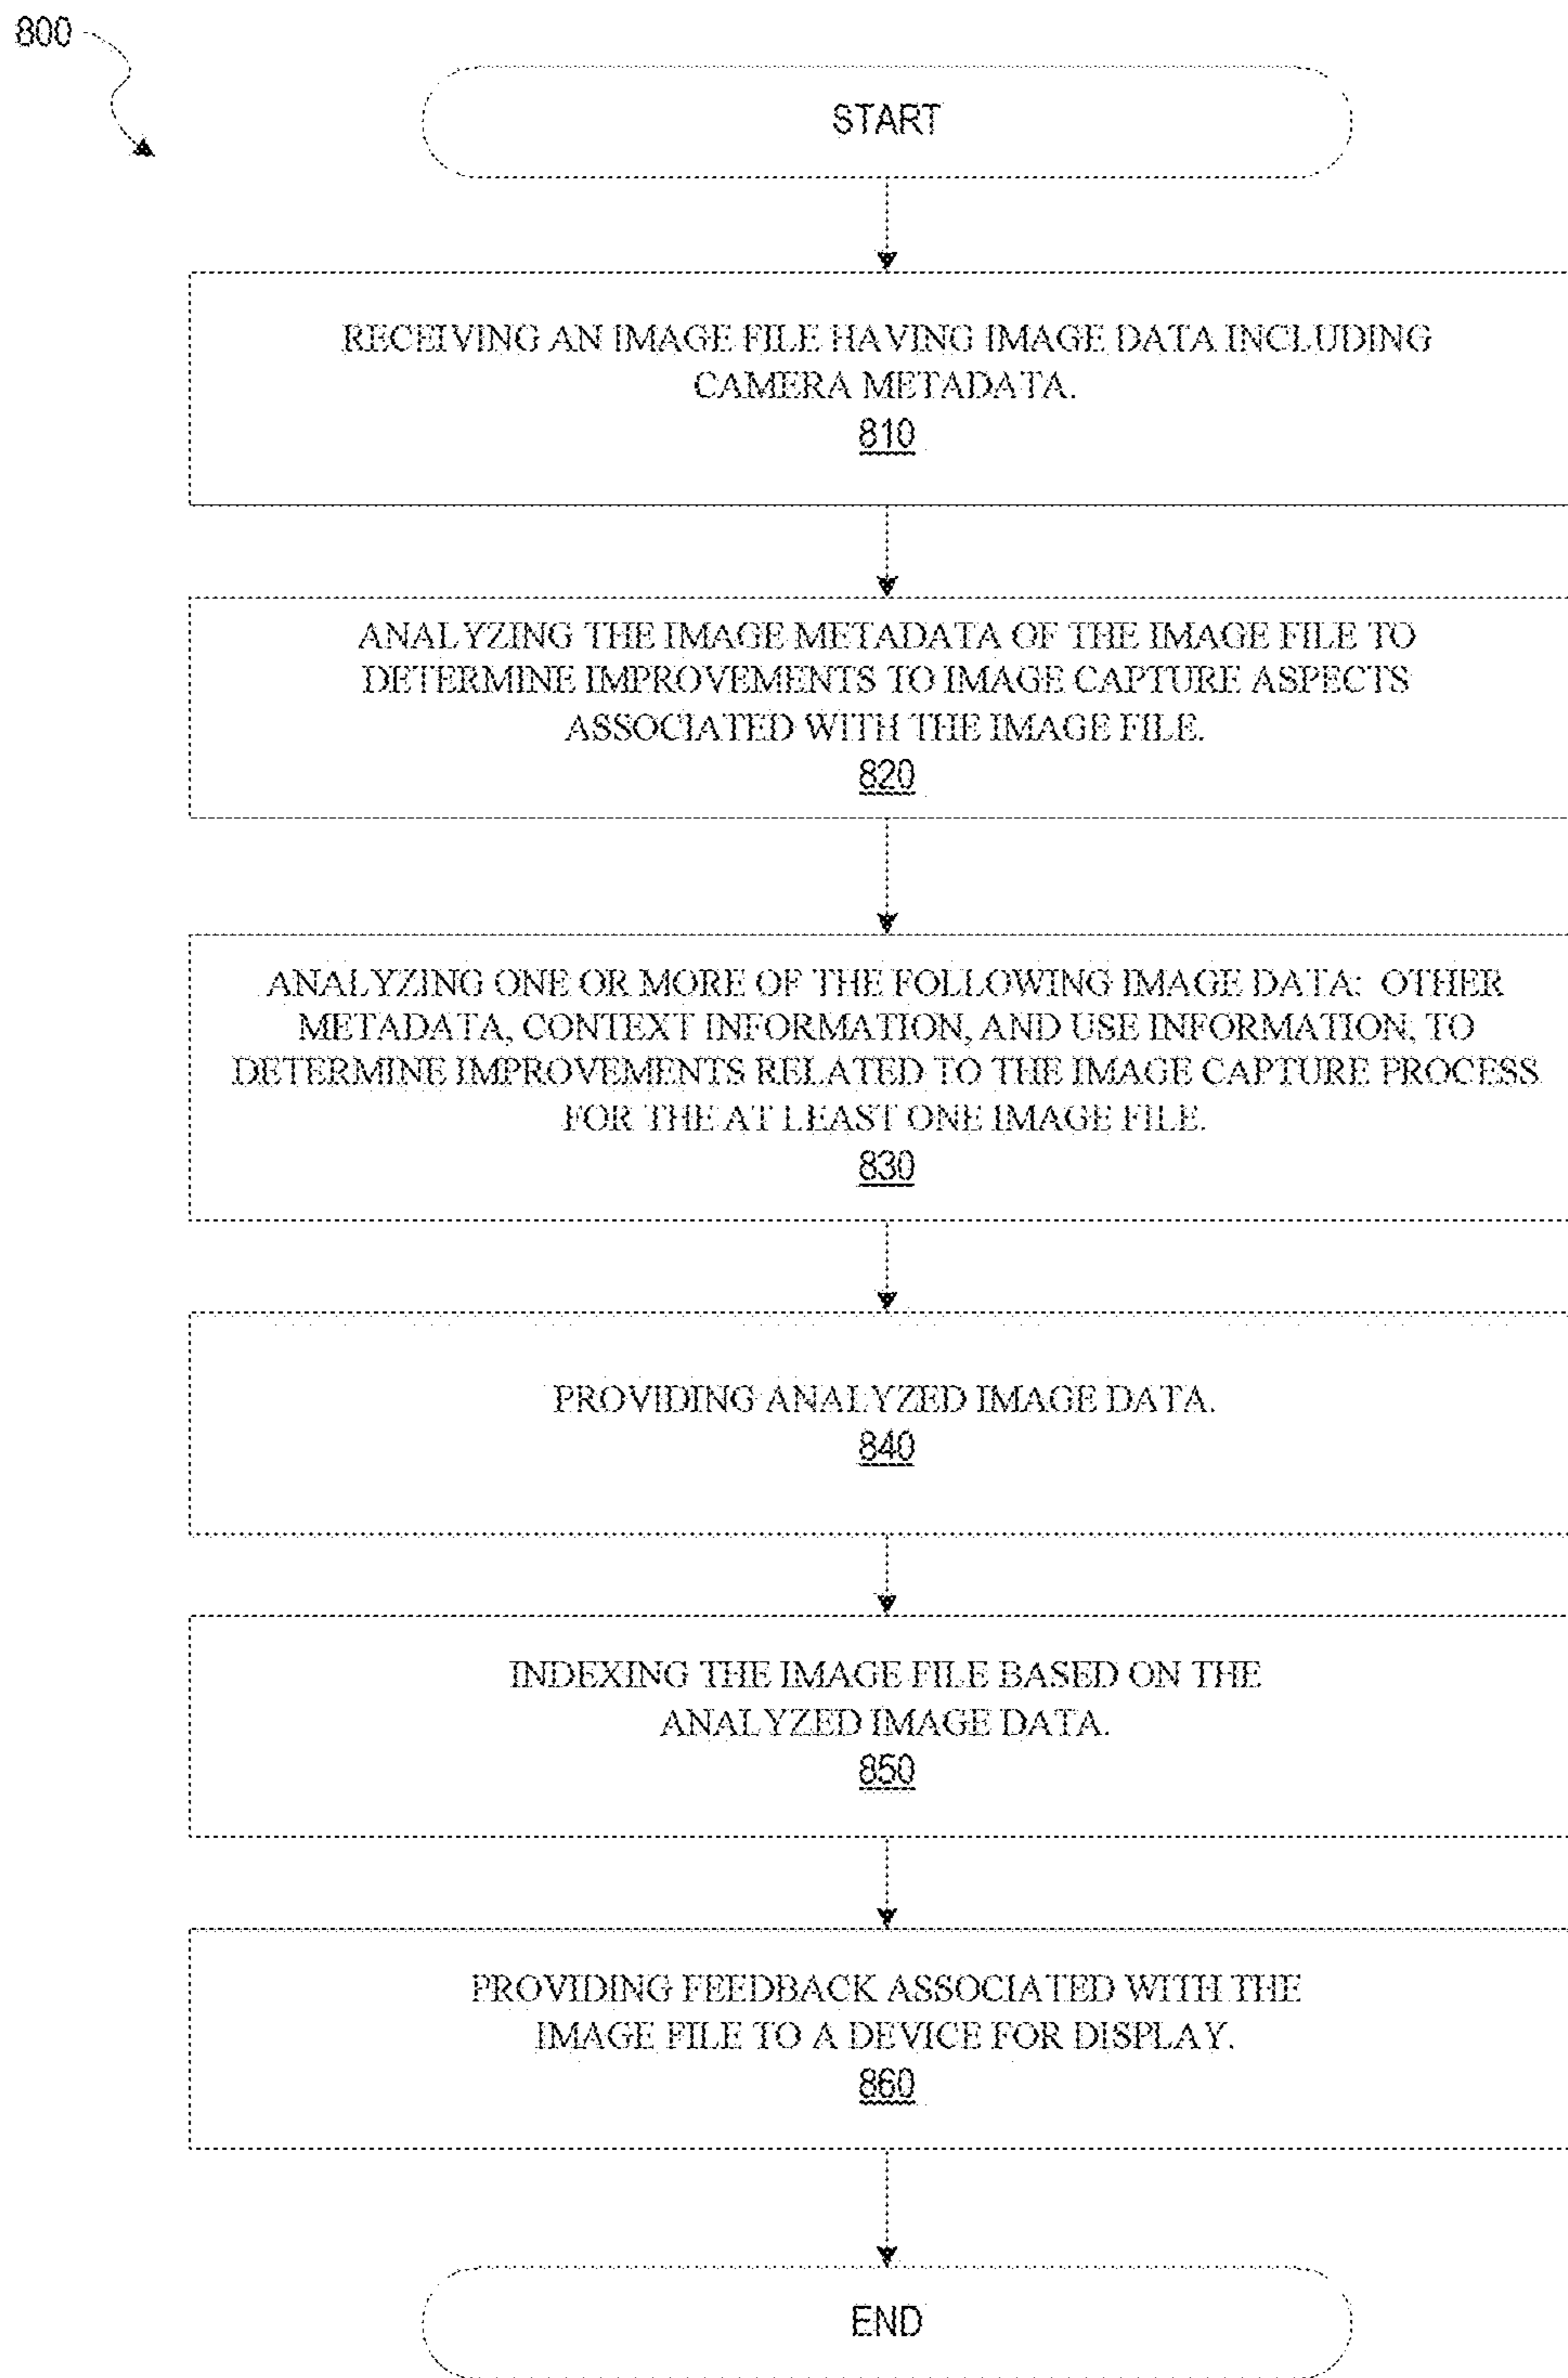 800
START
RECEIVING AN IMAGE FILE HAVING IMAGE DATA INCLUDING
CAMERA METADATA.
810
ANALYZING THE IMAGE METADATA OF THE IMAGE FILE TO
DETERMINE IMPROVEMENTS TO IMAGE CAPTURE ASPECTS
ASSOCIATED WITH THE IMAGE FILE.
820
ANALYZING ONE OR MORE OF THE FOLLOWING IMAGE DATA: OTHER
METADATA, CONTEXT INFORMATION, AND USE INFORMATION, TO
DETERMINE IMPROVEMENTS RELATED TO THE IMAGE CAPTURE PROCESS
FOR THE AT LEAST ONE IMAGE FILE.
830
PROVIDING ANALYZED IMAGE DATA.
840
INDEXING THE IMAGE FILE BASED ON THE
ANALYZED IMAGE DATA.
850
PROVIDING FEEDBACK ASSOCIATED WITH THE
IMAGE FILE TO A DEVICE FOR DISPLAY.
860
END